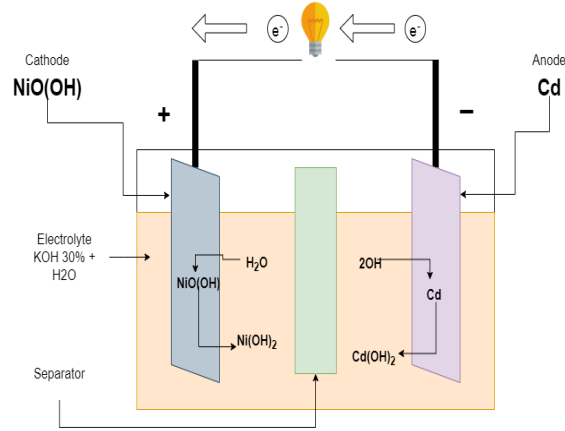 e⁻
e⁻
Cathode
NiO(OH)
Anode
Cd
+
−
Electrolyte
KOH 30% +
H2O
H₂O
NiO(OH)
Ni(OH)₂
2OH
Cd
Cd(OH)₂
Separator